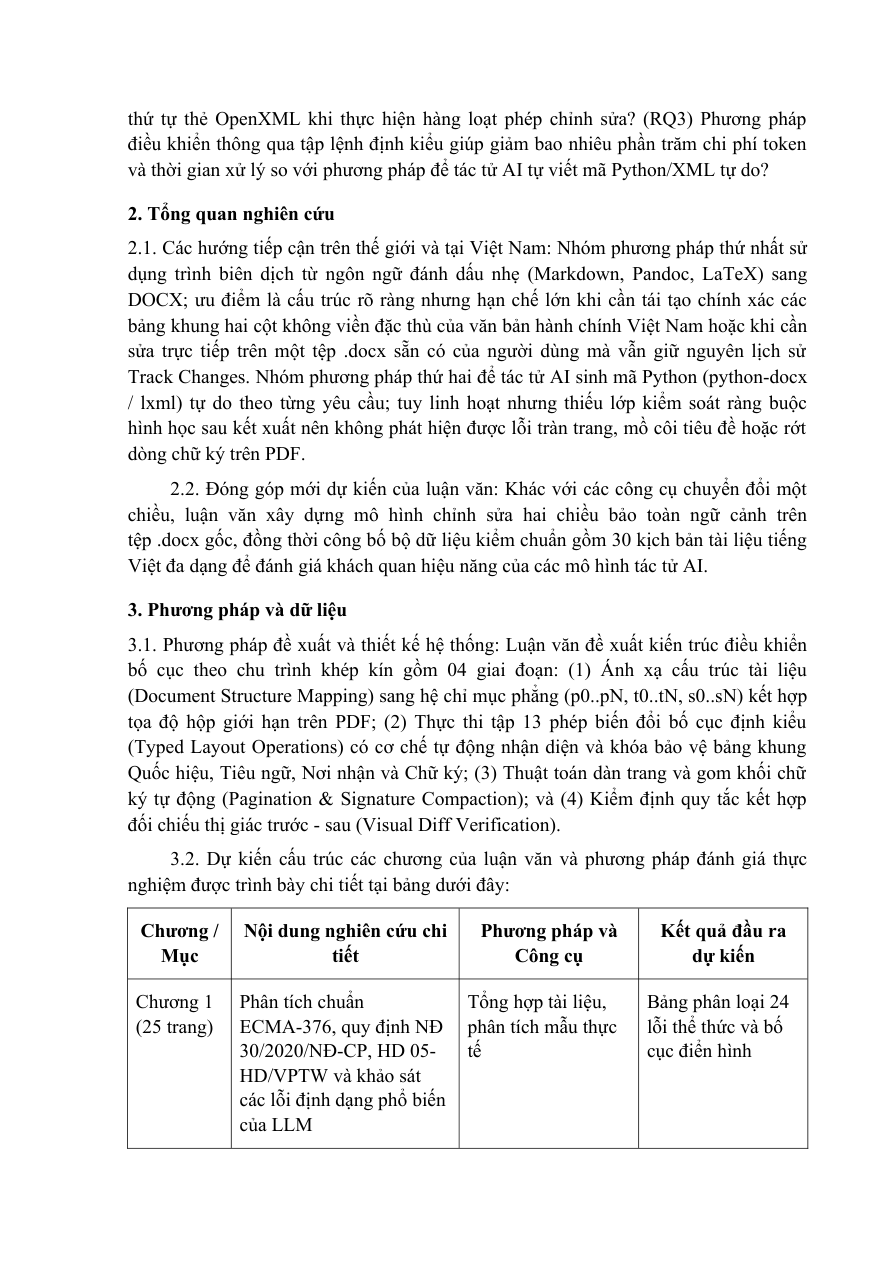 thứ tự thẻ OpenXML khi thực hiện hàng loạt phép chỉnh sửa? (RQ3) Phương pháp
điều khiển thông qua tập lệnh định kiểu giúp giảm bao nhiêu phần trăm chi phí token
và thời gian xử lý so với phương pháp để tác tử AI tự viết mã Python/XML tự do?
2. Tổng quan nghiên cứu
2.1. Các hướng tiếp cận trên thế giới và tại Việt Nam: Nhóm phương pháp thứ nhất sử
dụng trình biên dịch từ ngôn ngữ đánh dấu nhẹ (Markdown, Pandoc, LaTeX) sang
DOCX; ưu điểm là cấu trúc rõ ràng nhưng hạn chế lớn khi cần tái tạo chính xác các
bảng khung hai cột không viền đặc thù của văn bản hành chính Việt Nam hoặc khi cần
sửa trực tiếp trên một tệp .docx sẵn có của người dùng mà vẫn giữ nguyên lịch sử
Track Changes. Nhóm phương pháp thứ hai để tác tử AI sinh mã Python (python-docx
/ lxml) tự do theo từng yêu cầu; tuy linh hoạt nhưng thiếu lớp kiểm soát ràng buộc
hình học sau kết xuất nên không phát hiện được lỗi tràn trang, mồ côi tiêu đề hoặc rớt
dòng chữ ký trên PDF.
2.2. Đóng góp mới dự kiến của luận văn: Khác với các công cụ chuyển đổi một
chiều, luận văn xây dựng mô hình chỉnh sửa hai chiều bảo toàn ngữ cảnh trên
tệp .docx gốc, đồng thời công bố bộ dữ liệu kiểm chuẩn gồm 30 kịch bản tài liệu tiếng
Việt đa dạng để đánh giá khách quan hiệu năng của các mô hình tác tử AI.
3. Phương pháp và dữ liệu
3.1. Phương pháp đề xuất và thiết kế hệ thống: Luận văn đề xuất kiến trúc điều khiển
bố cục theo chu trình khép kín gồm 04 giai đoạn: (1) Ánh xạ cấu trúc tài liệu
(Document Structure Mapping) sang hệ chỉ mục phẳng (p0..pN, t0..tN, s0..sN) kết hợp
tọa độ hộp giới hạn trên PDF; (2) Thực thi tập 13 phép biến đổi bố cục định kiểu
(Typed Layout Operations) có cơ chế tự động nhận diện và khóa bảo vệ bảng khung
Quốc hiệu, Tiêu ngữ, Nơi nhận và Chữ ký; (3) Thuật toán dàn trang và gom khối chữ
ký tự động (Pagination & Signature Compaction); và (4) Kiểm định quy tắc kết hợp
đối chiếu thị giác trước - sau (Visual Diff Verification).
3.2. Dự kiến cấu trúc các chương của luận văn và phương pháp đánh giá thực
nghiệm được trình bày chi tiết tại bảng dưới đây:
Chương /
Mục
Nội dung nghiên cứu chi
tiết
Phương pháp và
Công cụ
Kết quả đầu ra
dự kiến
Chương 1
(25 trang)
Phân tích chuẩn
ECMA-376, quy định NĐ
30/2020/NĐ-CP, HD 05-
HD/VPTW và khảo sát
các lỗi định dạng phổ biến
của LLM
Tổng hợp tài liệu,
phân tích mẫu thực
tế
Bảng phân loại 24
lỗi thể thức và bố
cục điển hình